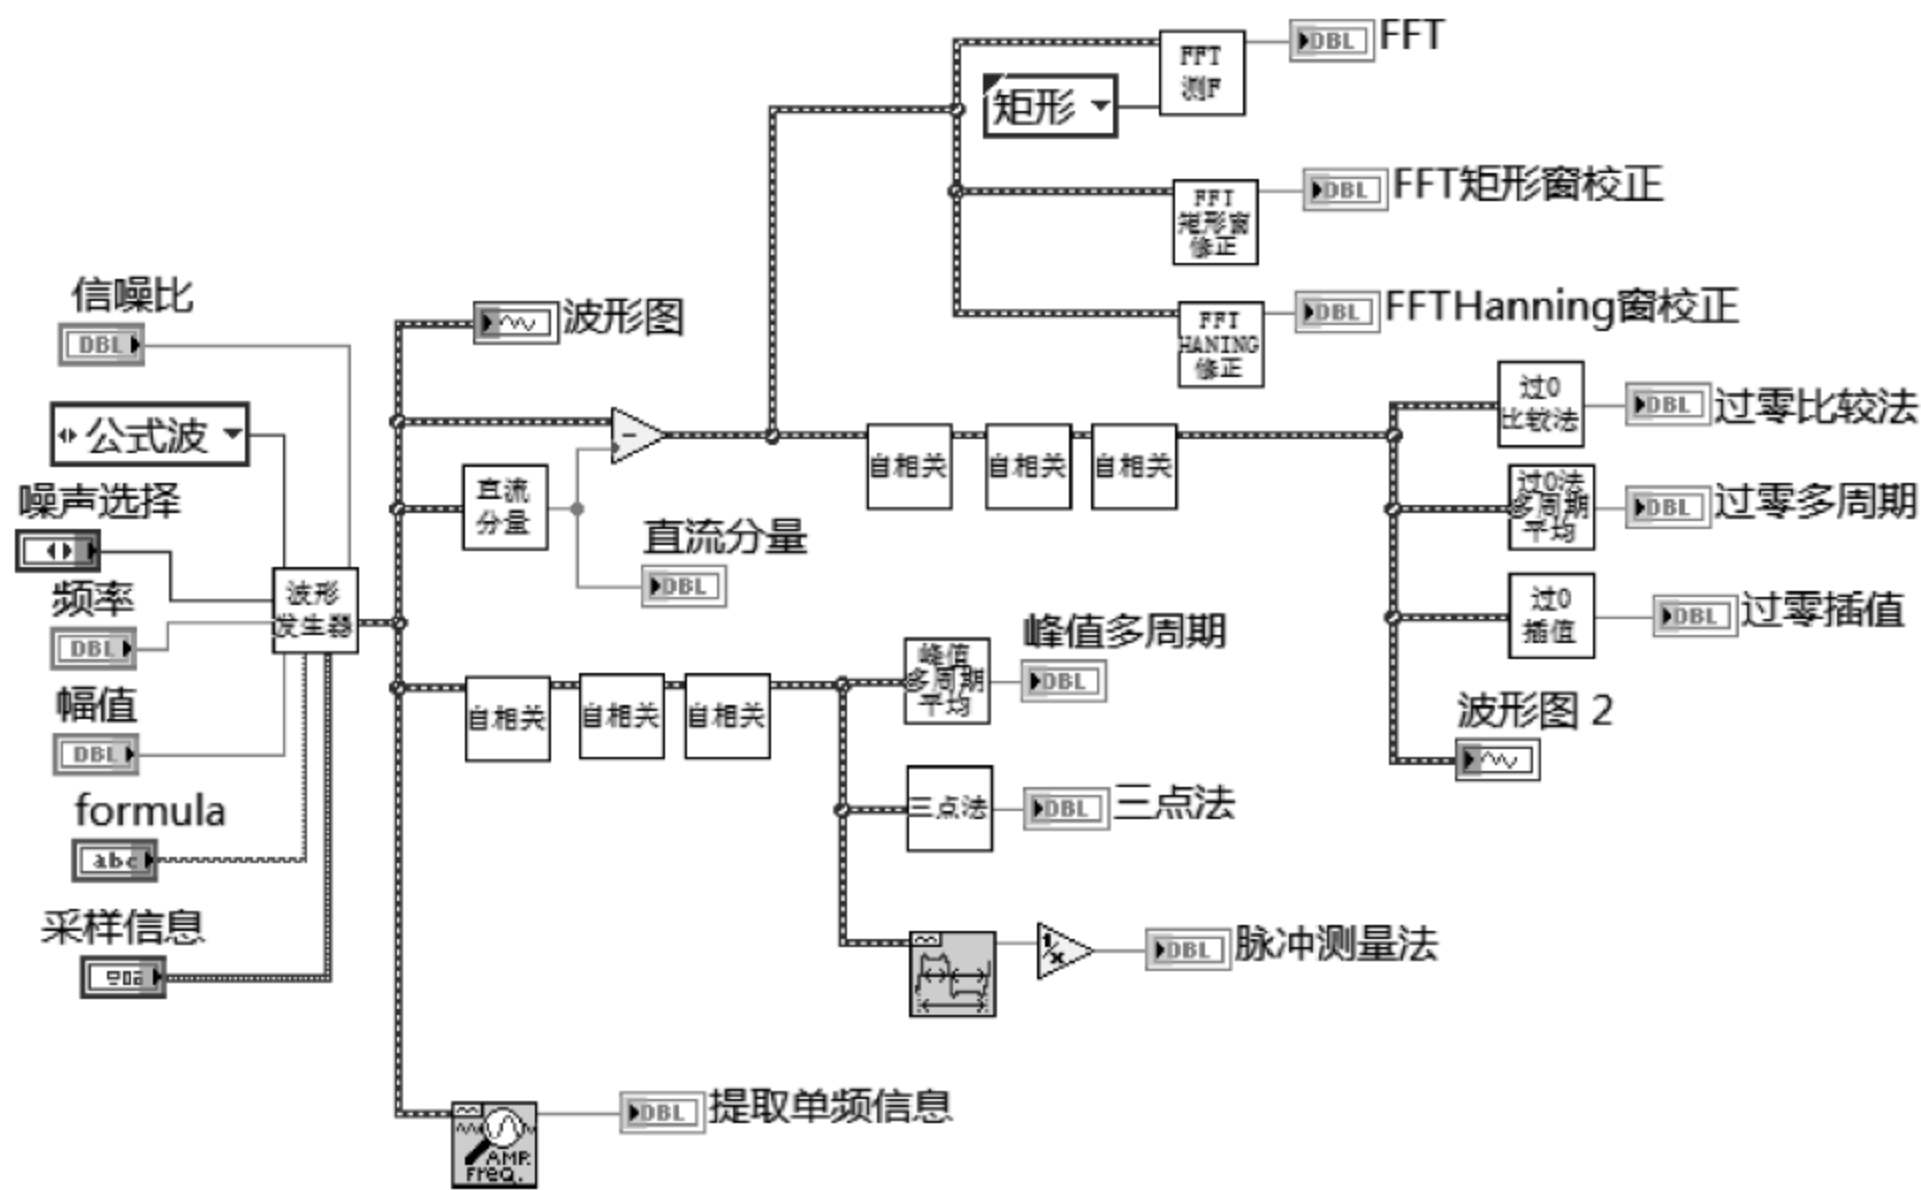 信噪比
DBL
公式波
噪声选择
频率
DBL
幅值
DBL
formula
abc
采样信息
波形
发生器
波形图
直流
分量
直流分量
DBL
-
矩形
FFT
测F
DBL
FFT
FFT
矩形窗
修正
DBL
FFT矩形窗校正
FFT
HANING
修正
DBL
FFTHanning窗校正
自相关
自相关
自相关
过0
比较法
DBL
过零比较法
过0法
多周期
平均
DBL
过零多周期
过0
插值
DBL
过零插值
波形图 2
自相关
自相关
自相关
峰值
多周期
平均
峰值多周期
DBL
三点法
DBL
三点法
1/x
DBL
脉冲测量法
AMP
Freq.
DBL
提取单频信息